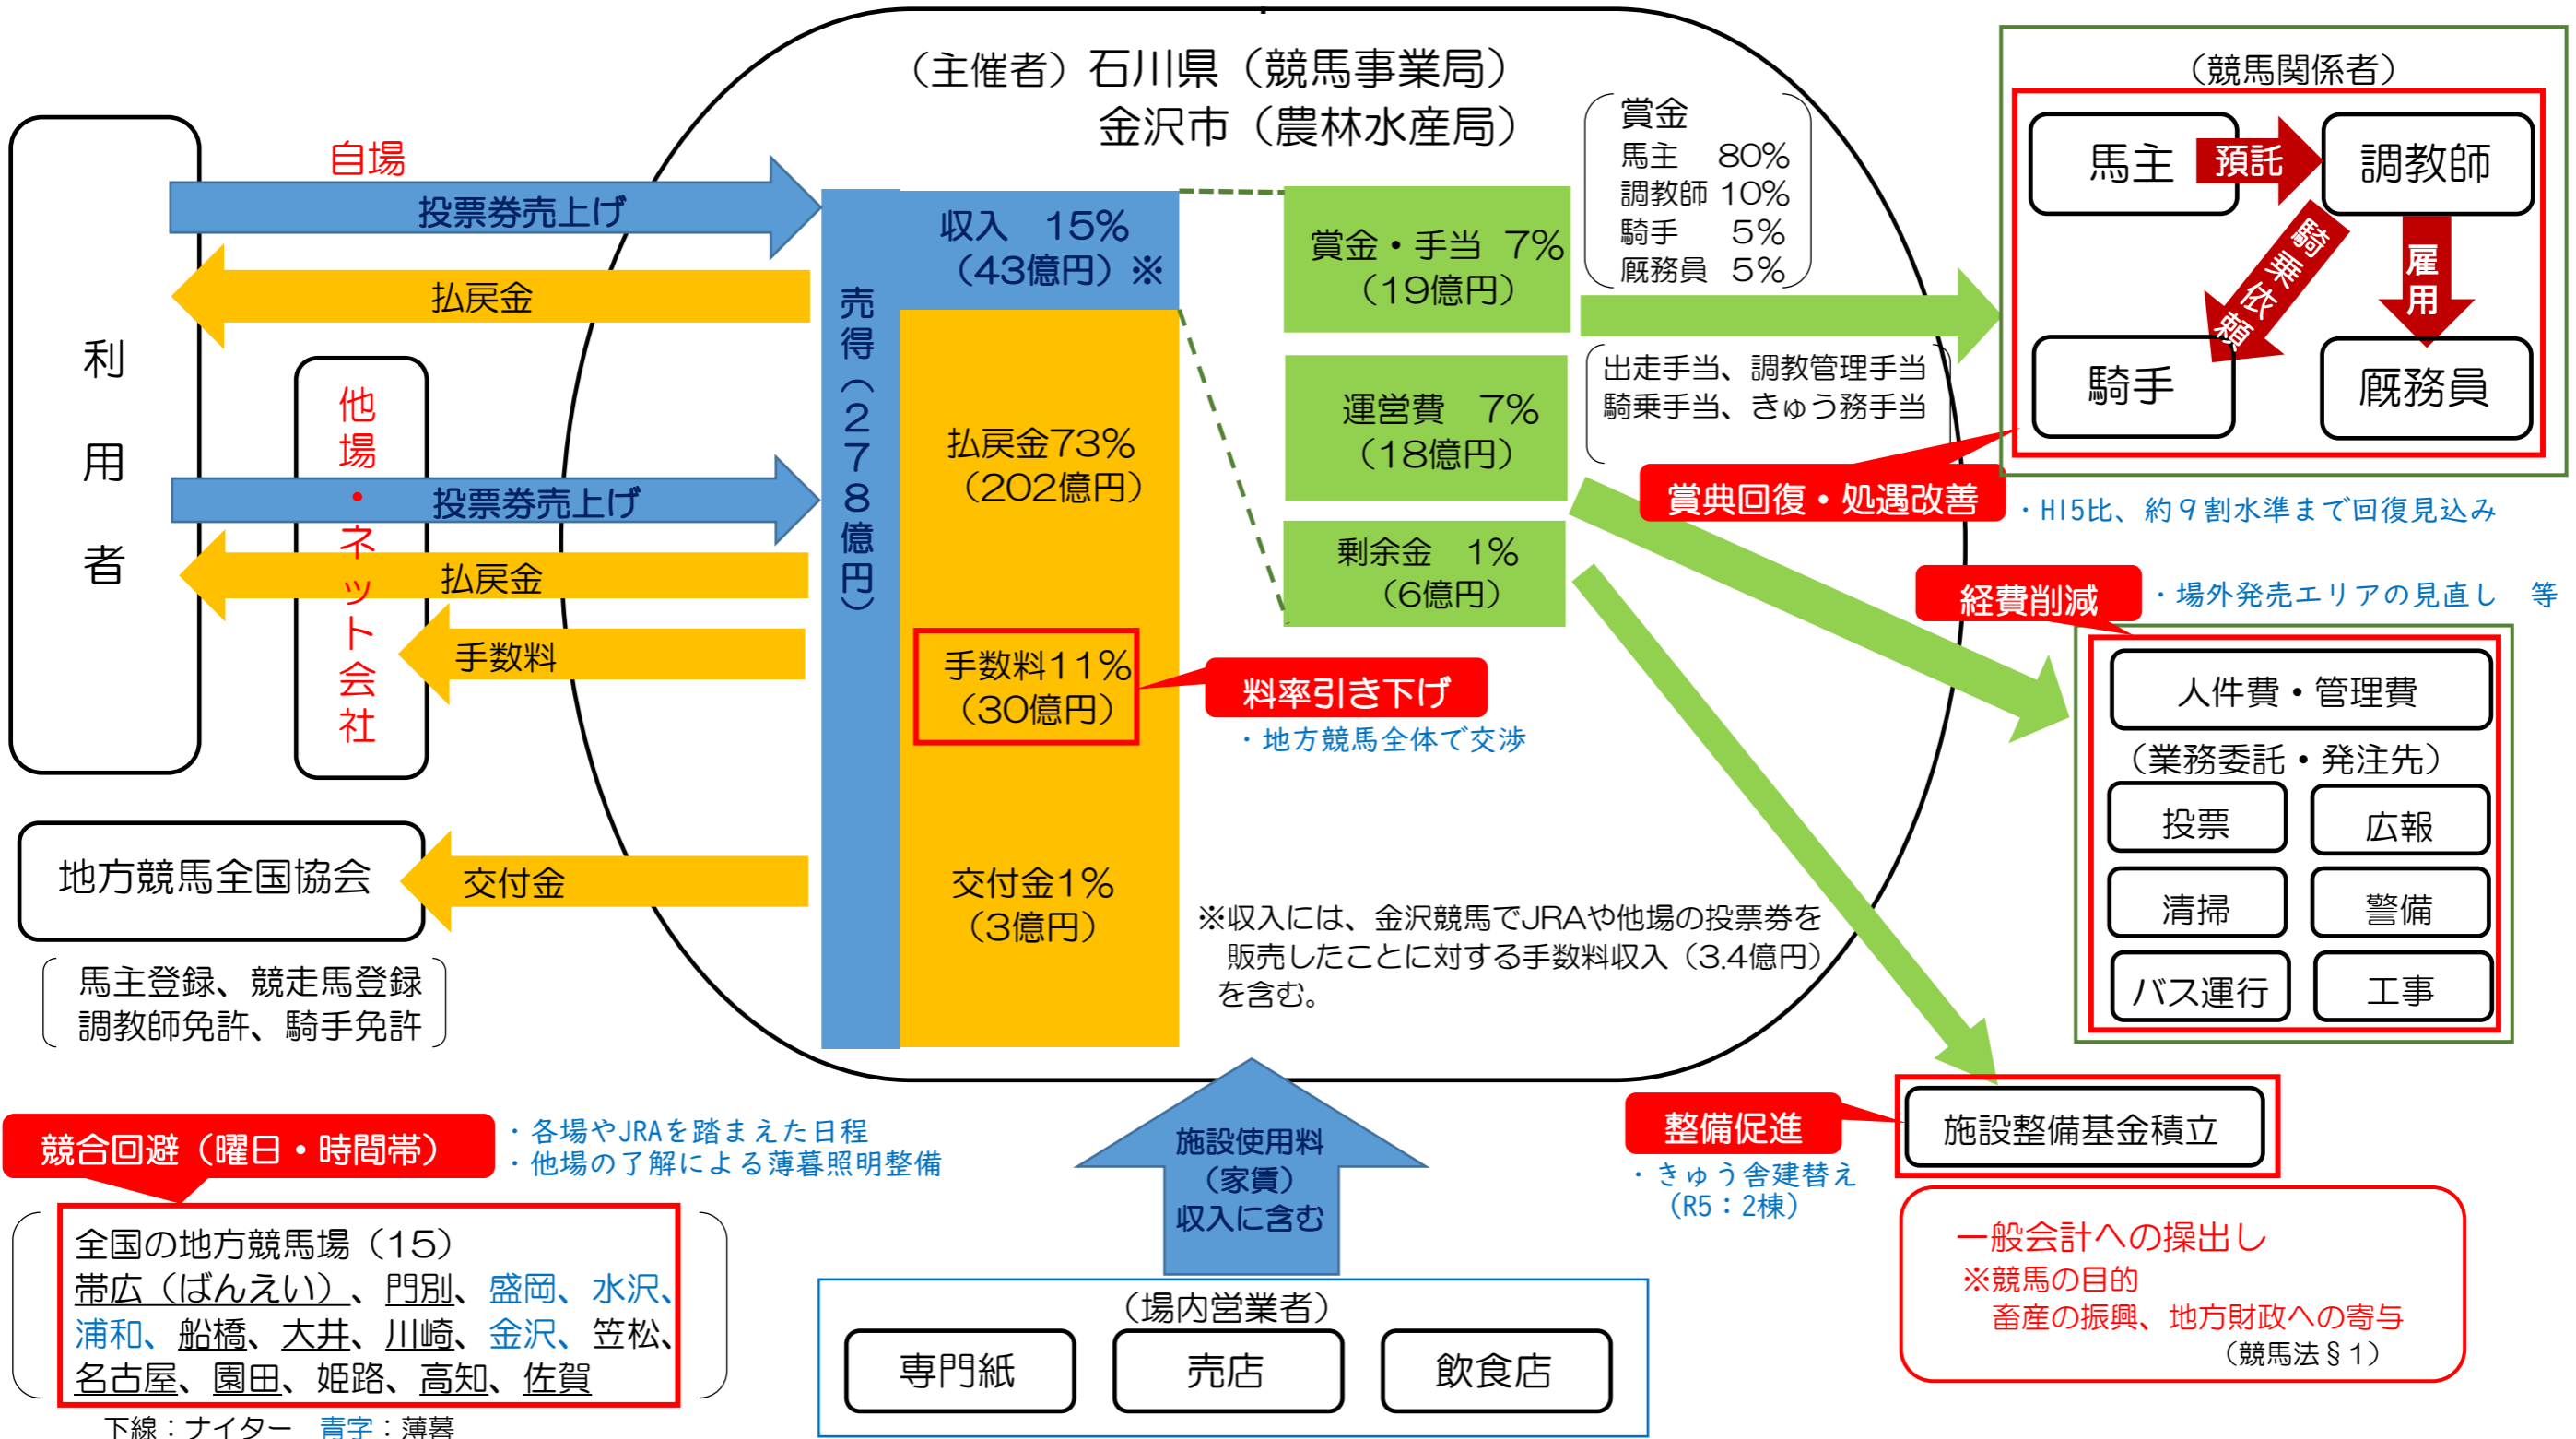 （主催者）石川県（競馬事業局）
金沢市（農林水産局）
利用者
自場
投票券売上げ
払戻金
他場・ネット会社
投票券売上げ
払戻金
手数料
地方競馬全国協会
交付金
馬主登録、競走馬登録
調教師免許、騎手免許
売得（２７８億円）
収入　15%
（43億円）※
払戻金73%
（202億円）
手数料11%
（30億円）
交付金1%
（3億円）
料率引き下げ
・地方競馬全体で交渉
賞金・手当 7%
（19億円）
運営費　7%
（18億円）
剰余金　1%
（6億円）
賞金
馬主　80%
調教師 10%
騎手　5%
厩務員　5%
出走手当、調教管理手当
騎乗手当、きゅう務手当
※収入には、金沢競馬でJRAや他場の投票券を
販売したことに対する手数料収入（3.4億円）
を含む。
（競馬関係者）
馬主
預託
調教師
騎乗依頼
雇用
騎手
厩務員
賞典回復・処遇改善
・H15比、約９割水準まで回復見込み
経費削減
・場外発売エリアの見直し　等
人件費・管理費
（業務委託・発注先）
投票
広報
清掃
警備
バス運行
工事
整備促進
・きゅう舎建替え
（R5：2棟）
施設整備基金積立
一般会計への操出し
※競馬の目的
畜産の振興、地方財政への寄与
（競馬法§1）
競合回避（曜日・時間帯）
・各場やJRAを踏まえた日程
・他場の了解による薄暮照明整備
全国の地方競馬場（15）
帯広（ばんえい）、門別、盛岡、水沢、
浦和、船橋、大井、川崎、金沢、笠松、
名古屋、園田、姫路、高知、佐賀
下線：ナイター　青字：薄暮
施設使用料
（家賃）
収入に含む
（場内営業者）
専門紙
売店
飲食店